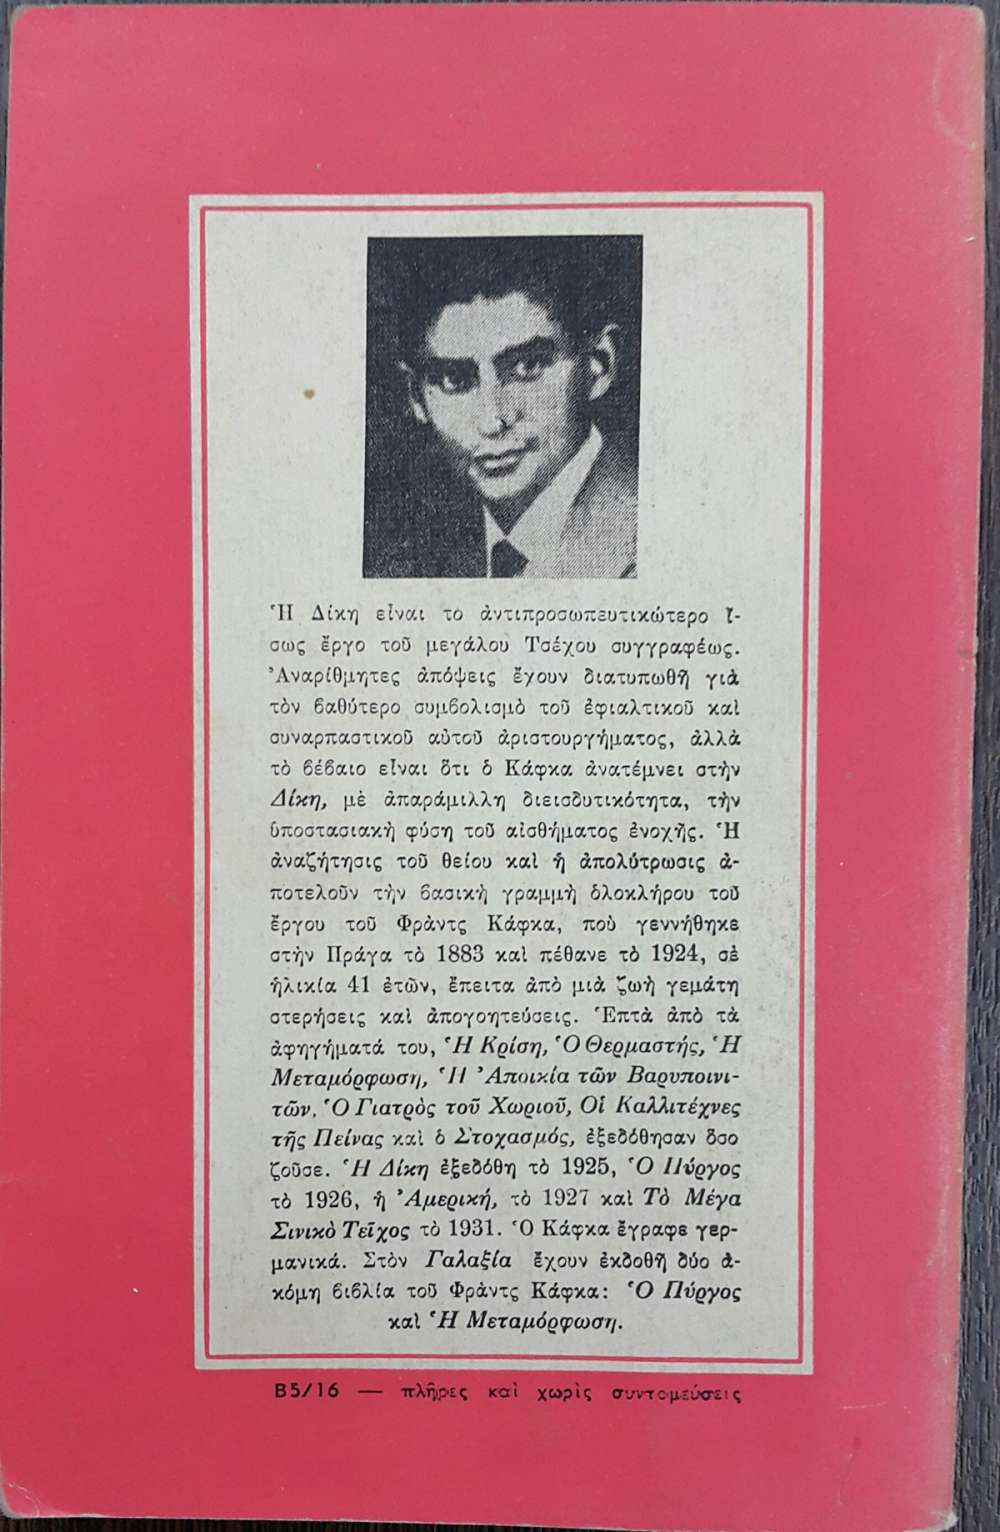 Ἡ Δίκη εἶναι τὸ ἀντιπροσωπευτικώτερο ἴ-
σως ἔργο τοῦ μεγάλου Τσέχου συγγραφέως.
Ἀναρίθμητες ἀπόψεις ἔχουν διατυπωθῆ γιὰ
τὸν βαθύτερο συμβολισμὸ τοῦ ἐφιαλτικοῦ καὶ
συναρπαστικοῦ αὐτοῦ ἀριστουργήματος, ἀλλὰ
τὸ βέβαιο εἶναι ὅτι ὁ Κάφκα ἀνατέμνει στὴν
Δίκη, μὲ ἀπαράμιλλη διεισδυτικότητα, τὴν
ὑποστασιακὴ φύση τοῦ αἰσθήματος ἐνοχῆς. Ἡ
ἀναζήτησις τοῦ θείου καὶ ἡ ἀπολύτρωσις ἀ-
ποτελοῦν τὴν βασικὴ γραμμὴ ὁλοκλήρου τοῦ
ἔργου τοῦ Φρὰντς Κάφκα, ποὺ γεννήθηκε
στὴν Πράγα τὸ 1883 καὶ πέθανε τὸ 1924, σὲ
ἡλικία 41 ἐτῶν, ἔπειτα ἀπὸ μιὰ ζωὴ γεμάτη
στερήσεις καὶ ἀπογοητεύσεις. Ἑπτὰ ἀπὸ τὰ
ἀφηγήματά του, Ἡ Κρίση, Ὁ Θερμαστής, Ἡ
Μεταμόρφωση, Ἡ Ἀποικία τῶν Βαρυποινι-
τῶν, Ὁ Γιατρὸς τοῦ Χωριοῦ, Οἱ Καλλιτέχνες
τῆς Πείνας καὶ ὁ Στοχασμός, ἐξεδόθησαν ὅσο
ζοῦσε. Ἡ Δίκη ἐξεδόθη τὸ 1925, Ὁ Πύργος
τὸ 1926, ἡ Ἀμερική, τὸ 1927 καὶ Τὸ Μέγα
Σινικὸ Τεῖχος τὸ 1931. Ὁ Κάφκα ἔγραφε γερ-
μανικά. Στὸν Γαλαξία ἔχουν ἐκδοθῆ δύο ἀ-
κόμη βιβλία τοῦ Φρὰντς Κάφκα: Ὁ Πύργος
καὶ Ἡ Μεταμόρφωση.
B5/16 — πλῆρες καὶ χωρὶς συντομεύσεις